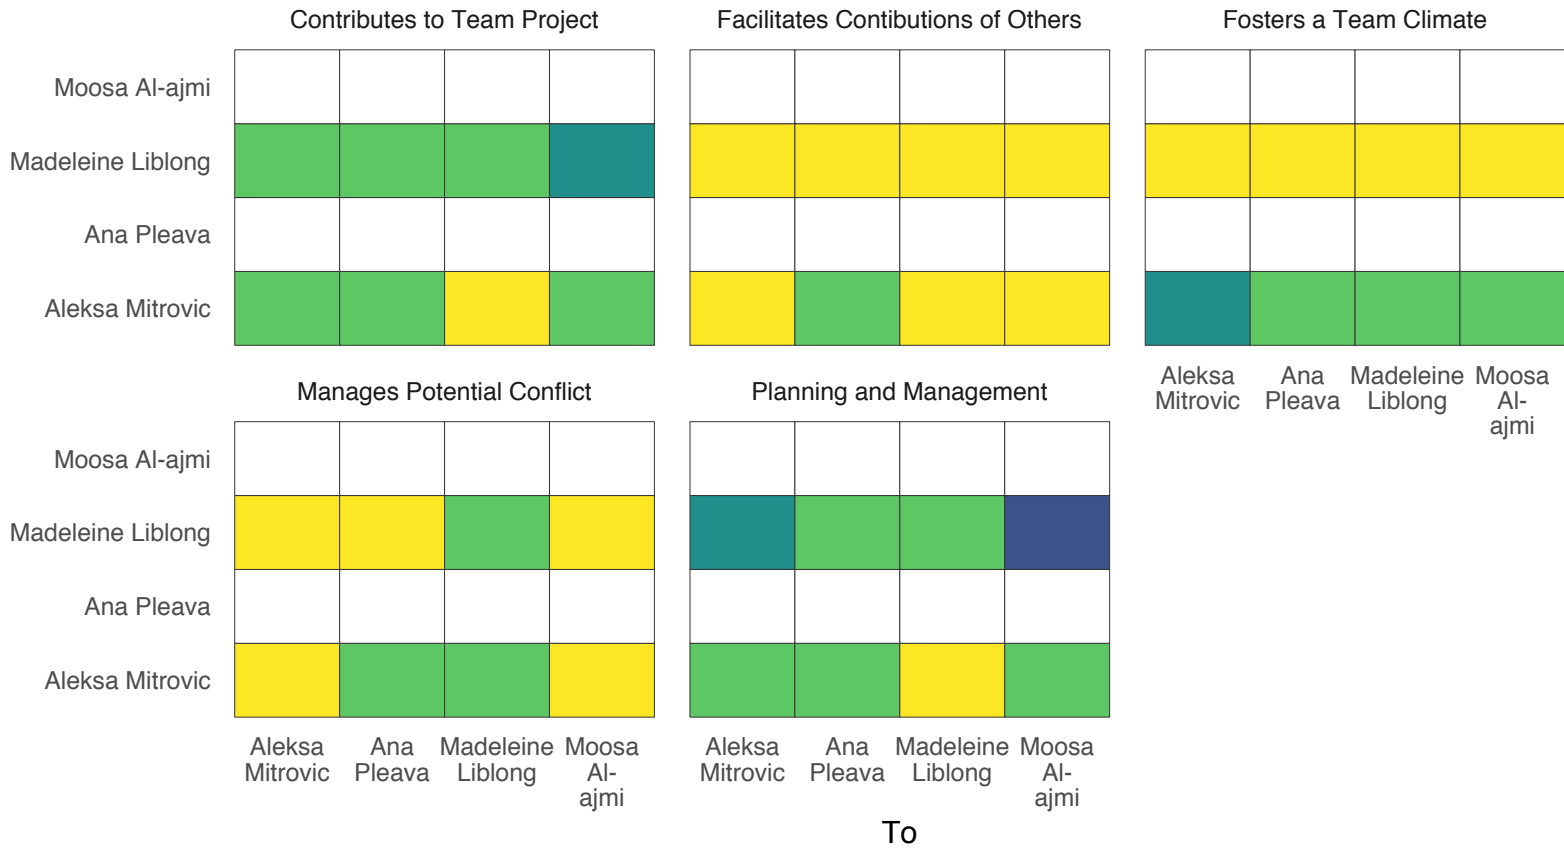 Contributes to Team Project
Facilitates Contibutions of Others
Fosters a Team Climate
Moosa Al-ajmi
Madeleine Liblong
Ana Pleava
Aleksa Mitrovic
Aleksa
Mitrovic
Ana
Pleava
Madeleine
Liblong
Moosa
Al-
ajmi
Manages Potential Conflict
Planning and Management
Moosa Al-ajmi
Madeleine Liblong
Ana Pleava
Aleksa Mitrovic
Aleksa
Mitrovic
Ana
Pleava
Madeleine
Liblong
Moosa
Al-
ajmi
Aleksa
Mitrovic
Ana
Pleava
Madeleine
Liblong
Moosa
Al-
ajmi
To